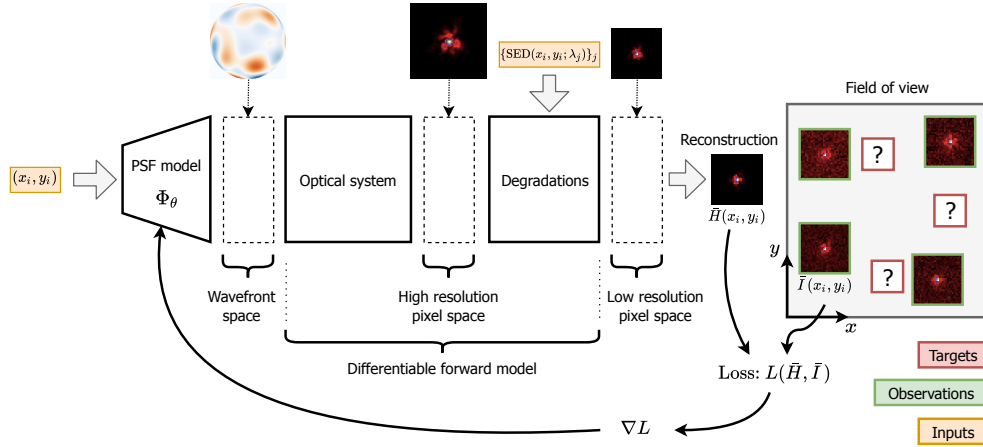 {SED(x_i, y_i; λ_j)}_j
Field of view
(x_i, y_i)
PSF model
Φ_θ
Optical system
Degradations
Reconstruction
H̄(x_i, y_i)
?
?
?
y
Ī(x_i, y_i)
x
Wavefront
space
High resolution
pixel space
Low resolution
pixel space
Differentiable forward model
Loss: L(H̄, Ī)
∇L
Targets
Observations
Inputs